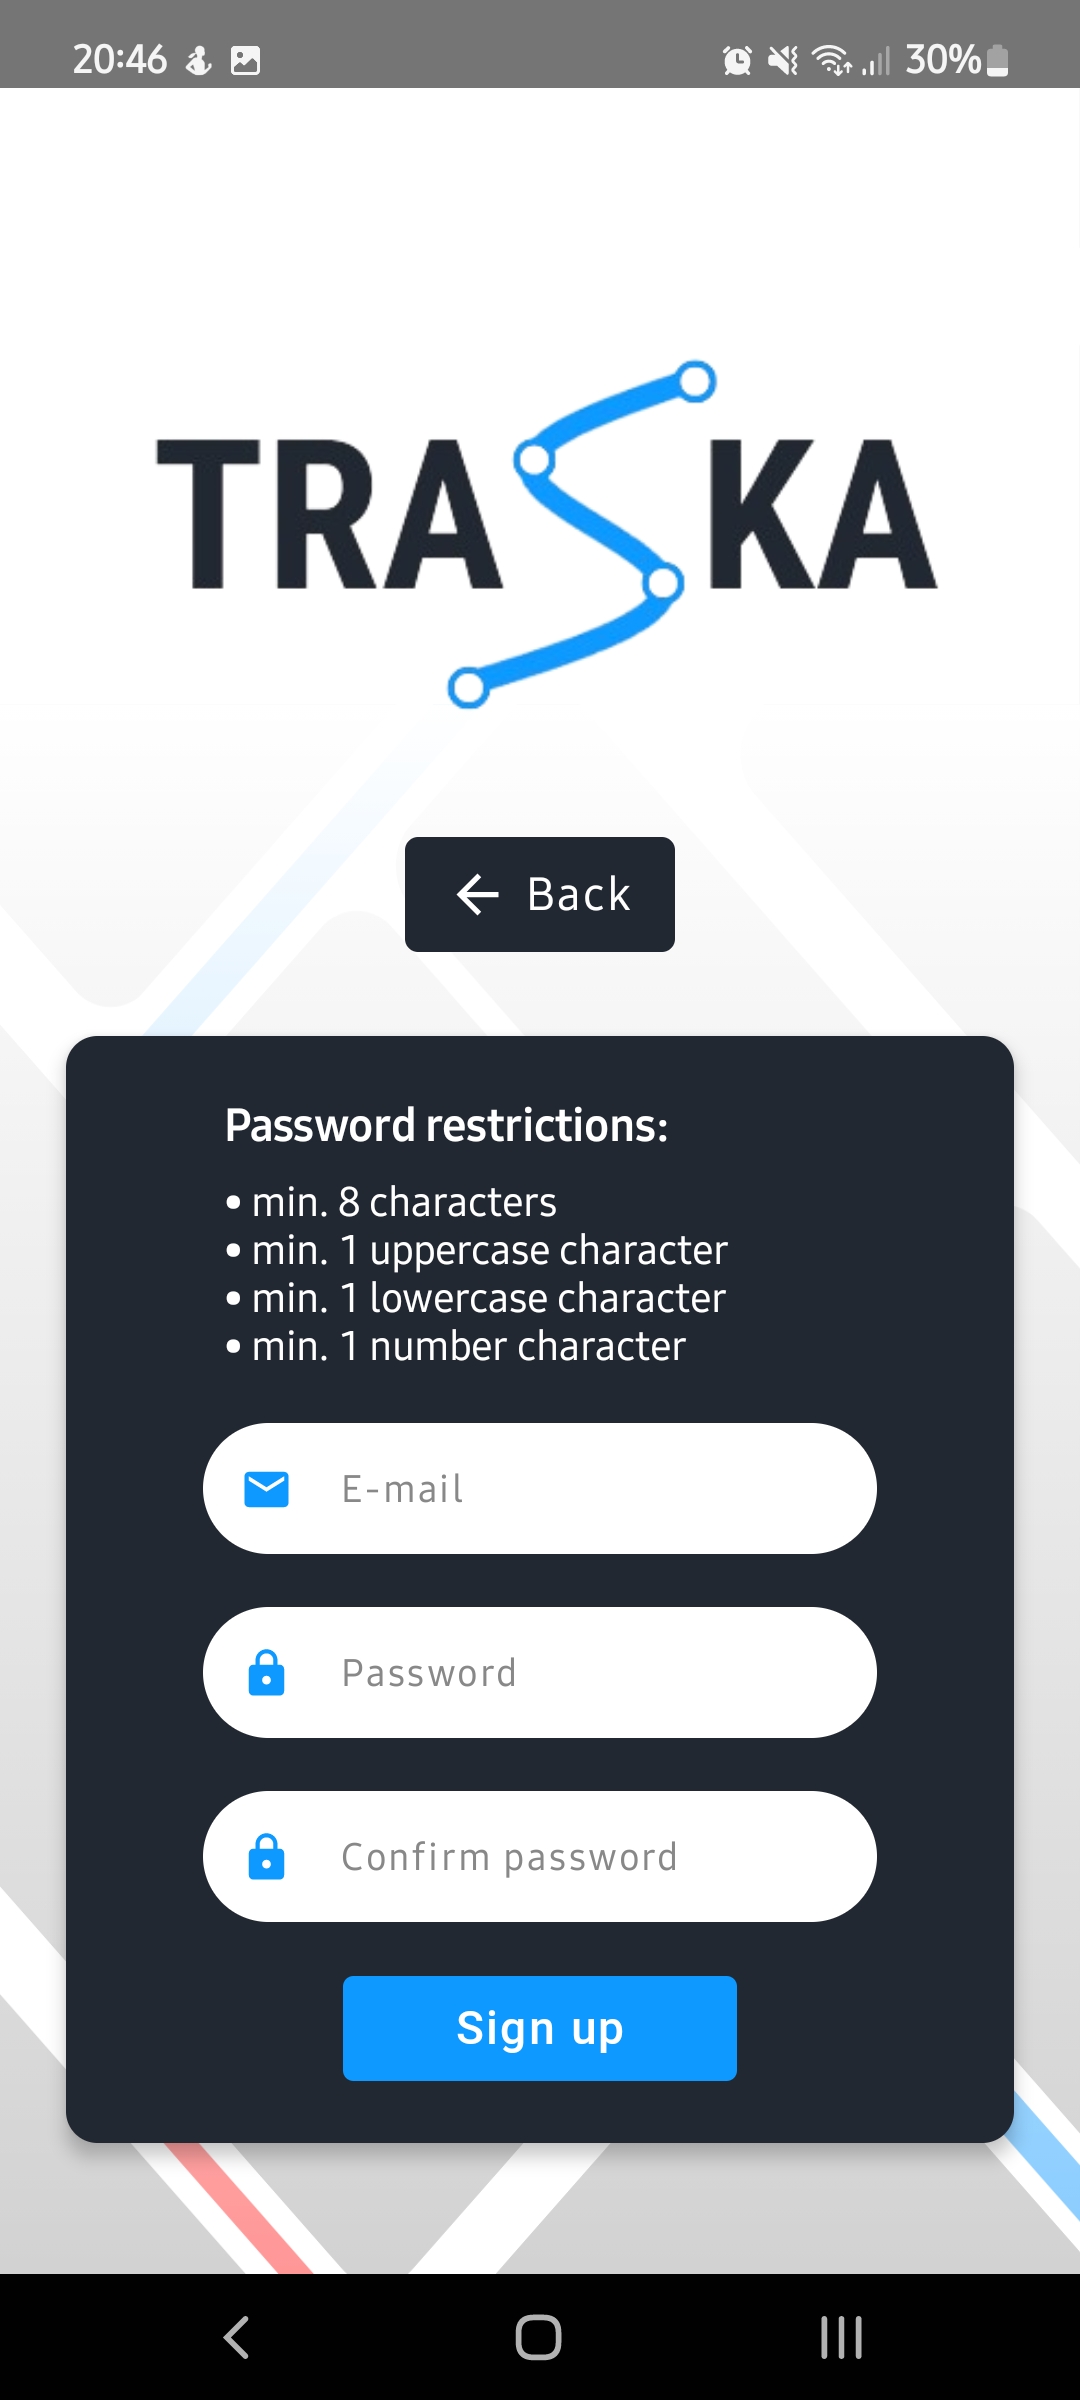 20:46 30%
TRASKA
Back
Password restrictions:
• min. 8 characters
• min. 1 uppercase character
• min. 1 lowercase character
• min. 1 number character
E-mail
Password
Confirm password
Sign up